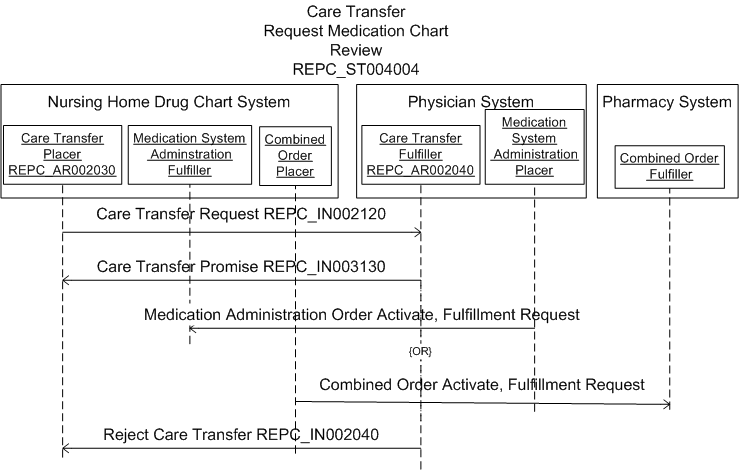 Care Transfer
Request Medication Chart
Review
REPC_ST004004
Nursing Home Drug Chart System
Physician System
Pharmacy System
Care Transfer
Placer
REPC_AR002030
Medication System
Adminstration
Fulfiller
Combined
Order
Placer
Care Transfer
Fulfiller
REPC_AR002040
Medication
System
Administration
Placer
Combined Order
Fulfiller
Care Transfer Request REPC_IN002120
Care Transfer Promise REPC_IN003130
Medication Administration Order Activate, Fulfillment Request
{OR}
Combined Order Activate, Fulfillment Request
Reject Care Transfer REPC_IN002040